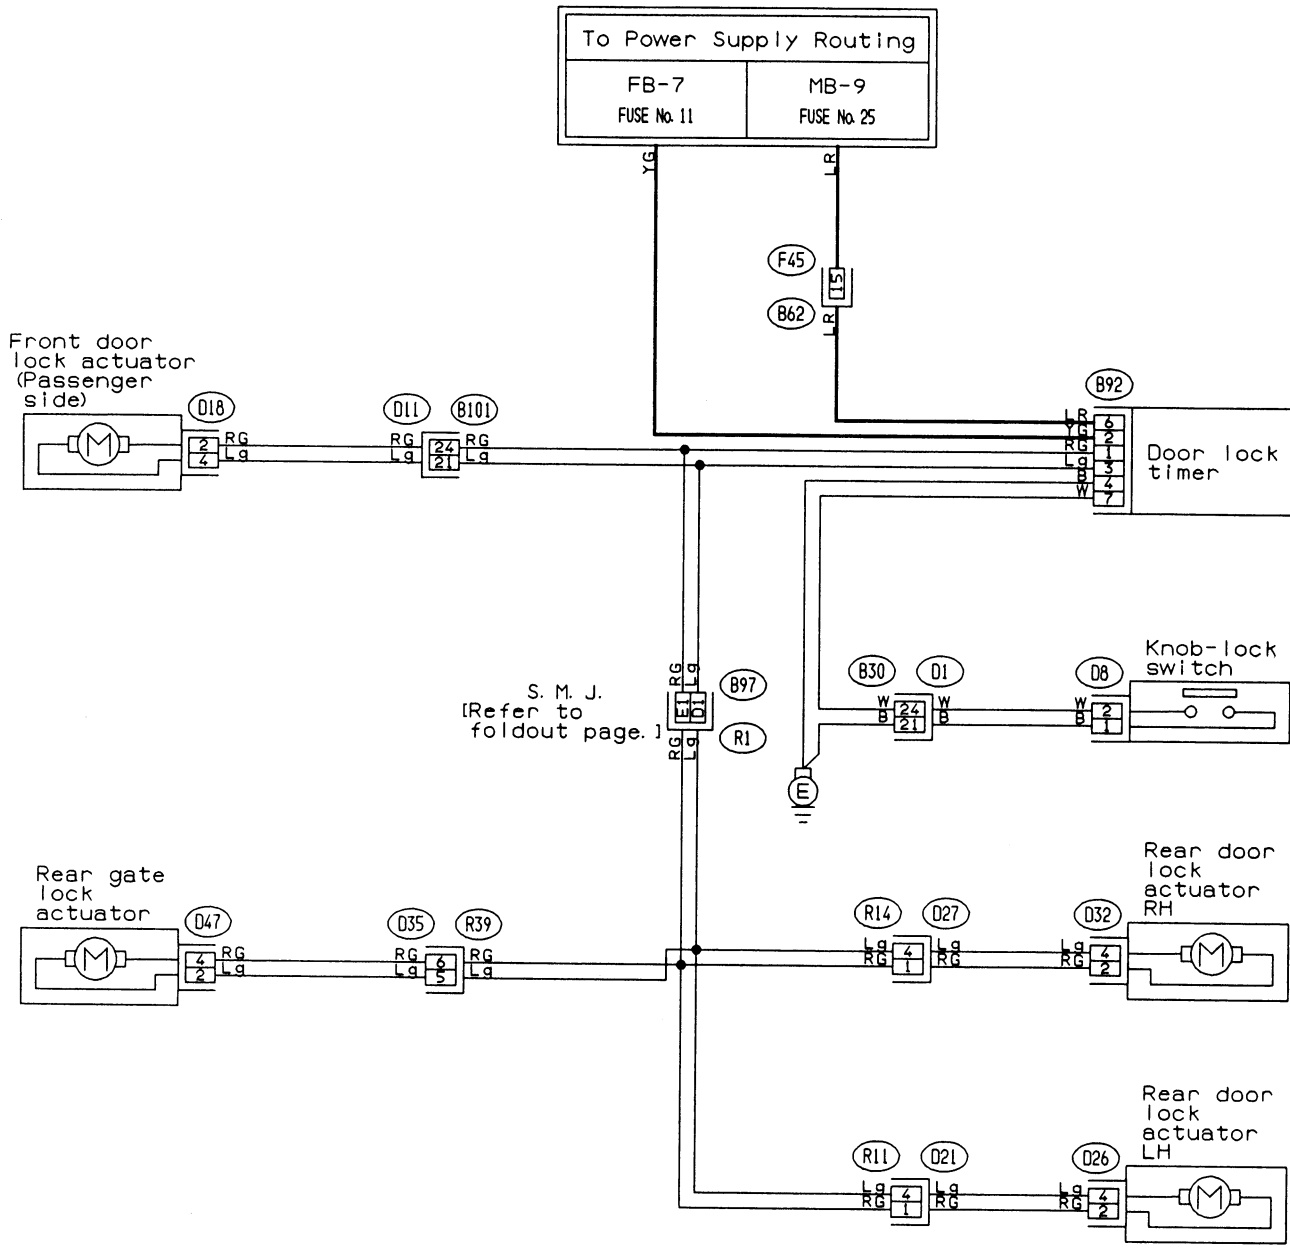 To Power Supply Routing
FB-7
FUSE No. 11
MB-9
FUSE No. 25
YG
LR
F45
15
B62
LR
Front door
lock actuator
(Passenger
side)
M
D18
2
4
RG
Lg
D11
RG
Lg
B101
24
21
RG
Lg
B92
LR
YG
RG
Lg
B
W
6
2
1
3
4
7
Door lock
timer
S. M. J.
[Refer to
foldout page. ]
RG
Lg
B97
E1
D1
R1
RG
Lg
E
B30
W
B
24
21
D1
W
B
D8
W
B
2
1
Knob-lock
switch
Rear gate
lock
actuator
M
D47
4
2
RG
Lg
D35
RG
Lg
R39
6
5
RG
Lg
R14
Lg
RG
4
1
D27
Lg
RG
D32
Lg
RG
4
2
Rear door
lock
actuator
RH
M
R11
Lg
RG
4
1
D21
Lg
RG
D26
Lg
RG
4
2
Rear door
lock
actuator
LH
M